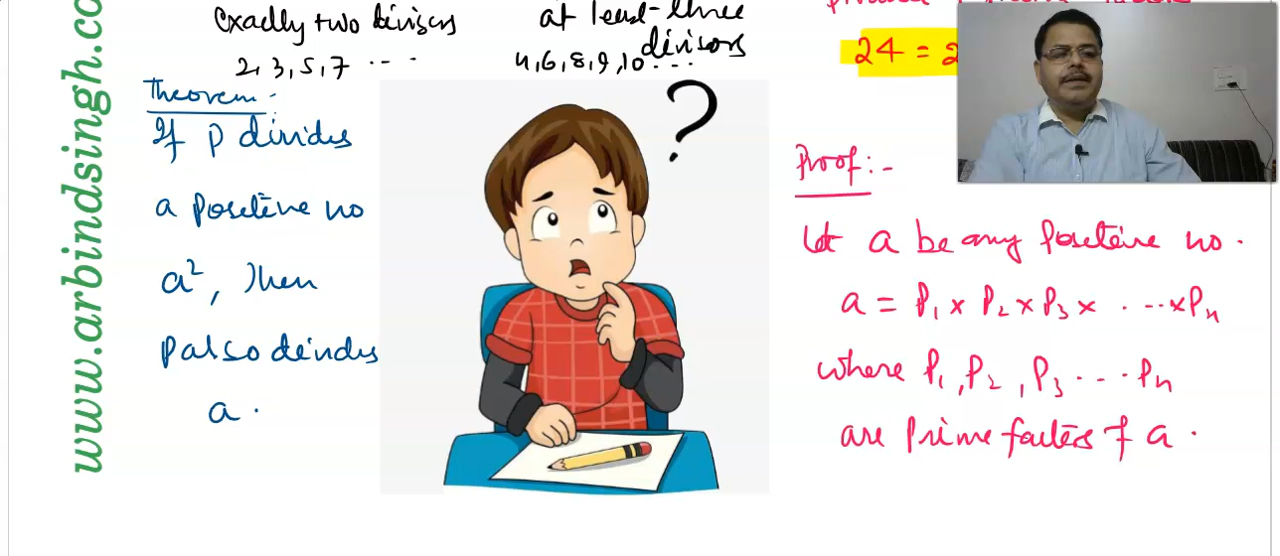 exactly two divisors
2, 3, 5, 7 ....
at least three
divisors
4, 6, 8, 9, 10 ...
24 = 2
www.arbindsingh.co
Theorem :-
If p divides
a positive no
a², then
p also divides
a .
?
Proof :-
Let a be any positive no .
a = P₁ × P₂ × P₃ × . ... × Pn
where P₁, P₂, P₃ .... Pn
are prime factors of a .